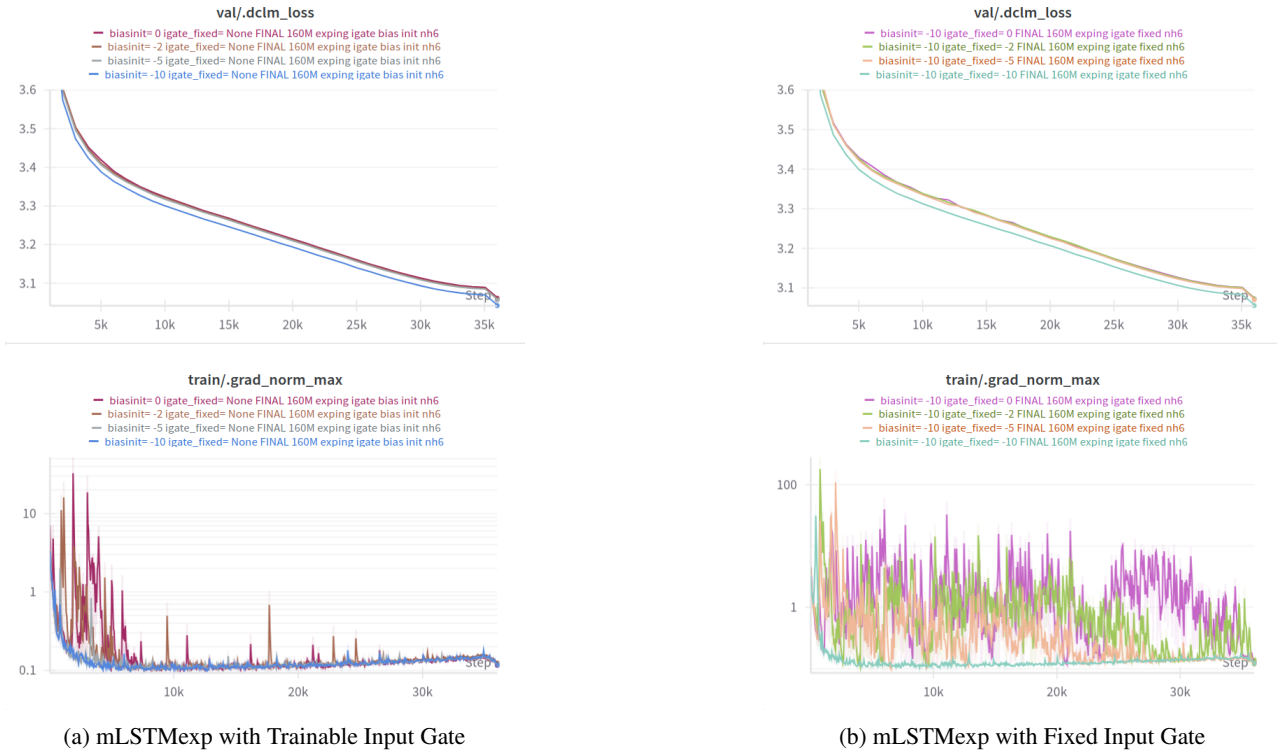 val/.dclm_loss
biasinit= 0 igate_fixed= None FINAL 160M exping igate bias init nh6
biasinit= -2 igate_fixed= None FINAL 160M exping igate bias init nh6
biasinit= -5 igate_fixed= None FINAL 160M exping igate bias init nh6
biasinit= -10 igate_fixed= None FINAL 160M exping igate bias init nh6
3.6
3.5
3.4
3.3
3.2
3.1
Step
5k 10k 15k 20k 25k 30k 35k
train/.grad_norm_max
biasinit= 0 igate_fixed= None FINAL 160M exping igate bias init nh6
biasinit= -2 igate_fixed= None FINAL 160M exping igate bias init nh6
biasinit= -5 igate_fixed= None FINAL 160M exping igate bias init nh6
biasinit= -10 igate_fixed= None FINAL 160M exping igate bias init nh6
10
1
0.1
Step
10k 20k 30k
(a) mLSTMexp with Trainable Input Gate
val/.dclm_loss
biasinit= -10 igate_fixed= 0 FINAL 160M exping igate fixed nh6
biasinit= -10 igate_fixed= -2 FINAL 160M exping igate fixed nh6
biasinit= -10 igate_fixed= -5 FINAL 160M exping igate fixed nh6
biasinit= -10 igate_fixed= -10 FINAL 160M exping igate fixed nh6
3.6
3.5
3.4
3.3
3.2
3.1
Step
5k 10k 15k 20k 25k 30k 35k
train/.grad_norm_max
biasinit= -10 igate_fixed= 0 FINAL 160M exping igate fixed nh6
biasinit= -10 igate_fixed= -2 FINAL 160M exping igate fixed nh6
biasinit= -10 igate_fixed= -5 FINAL 160M exping igate fixed nh6
biasinit= -10 igate_fixed= -10 FINAL 160M exping igate fixed nh6
100
1
Step
10k 20k 30k
(b) mLSTMexp with Fixed Input Gate